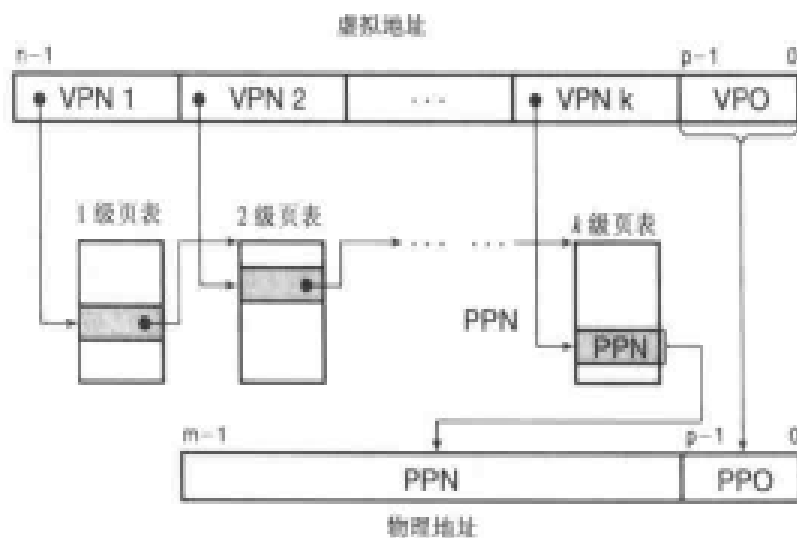 虚拟地址
n-1 p-1 0
VPN 1 VPN 2 ... VPN k VPO
1级页表 2级页表 k级页表
... ...
PPN
PPN
m-1 p-1 0
PPN PPO
物理地址